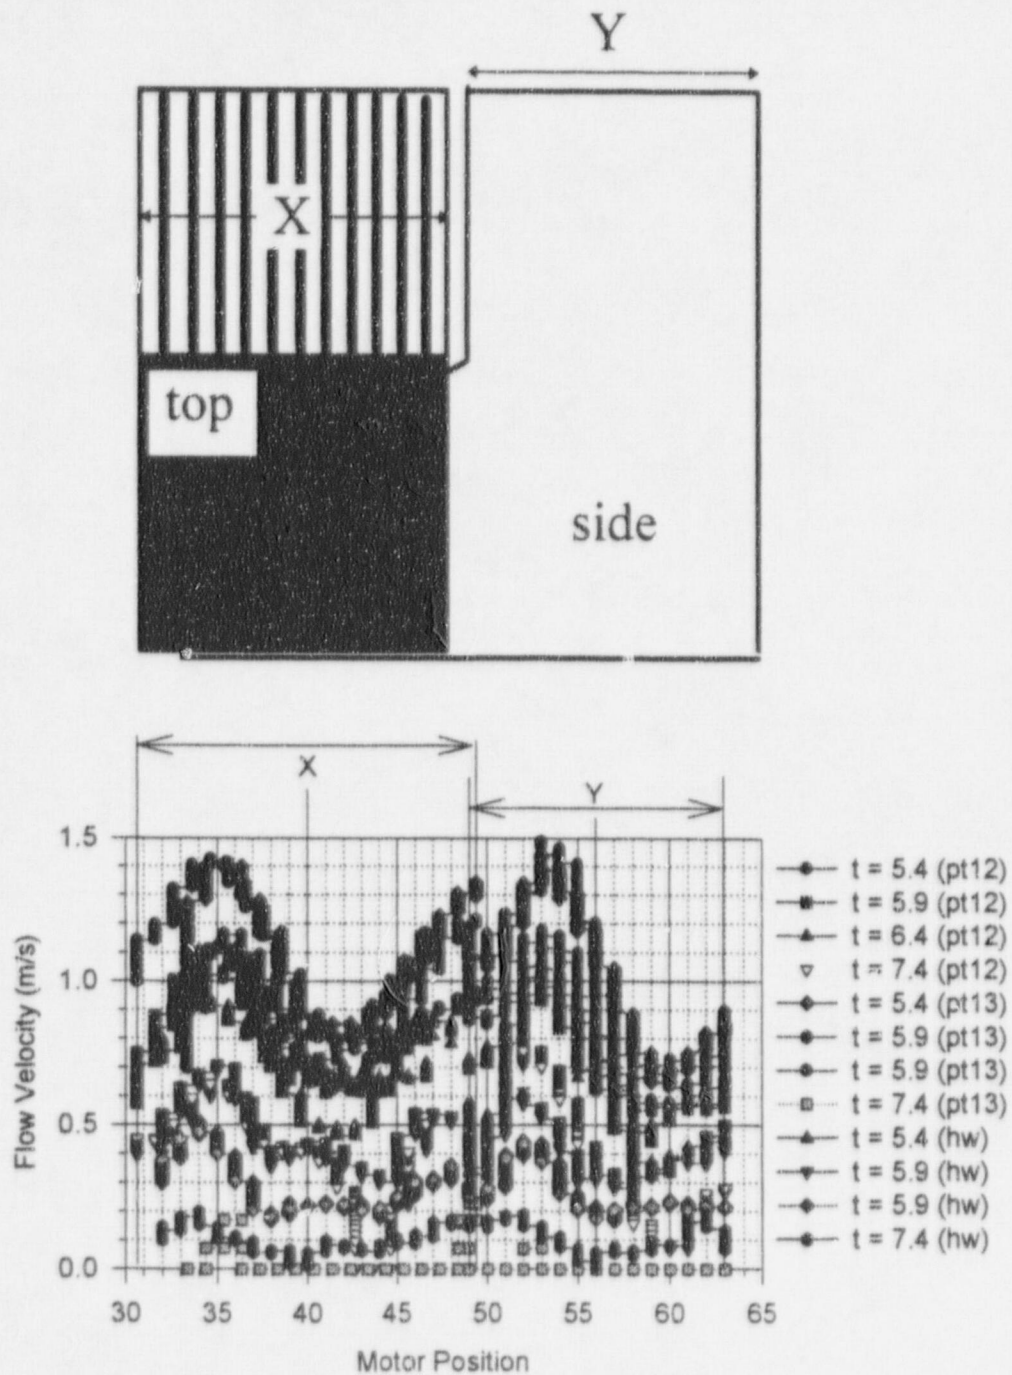 Y
X
top
side
X
Y
1.5
1.0
0.5
0.0
Flow Velocity (m/s)
30 35 40 45 50 55 60 65
Motor Position
t = 5.4 (pt12)
t = 5.9 (pt12)
t = 6.4 (pt12)
t = 7.4 (pt12)
t = 5.4 (pt13)
t = 5.9 (pt13)
t = 5.9 (pt13)
t = 7.4 (pt13)
t = 5.4 (hw)
t = 5.9 (hw)
t = 5.9 (hw)
t = 7.4 (hw)